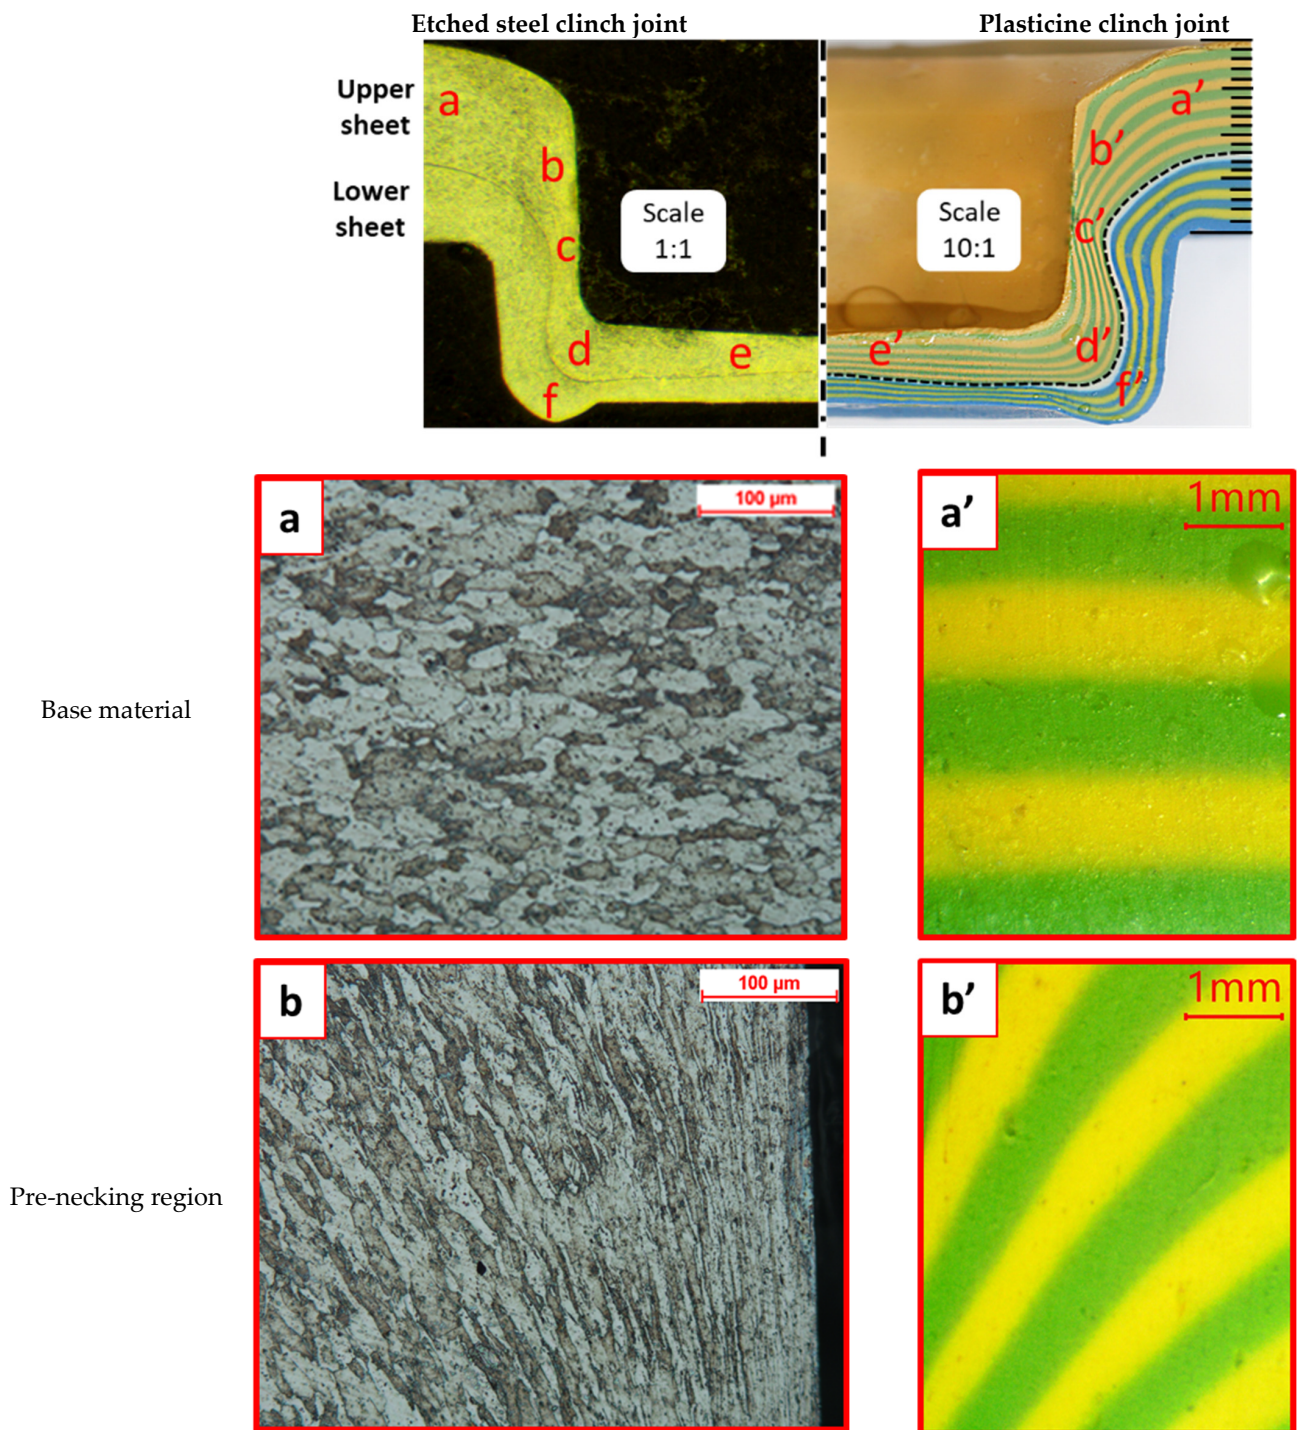 Etched steel clinch joint
Plasticine clinch joint
Upper
sheet
Lower
sheet
a
b
c
d
e
f
Scale
1:1
Scale
10:1
a’
b’
c’
d’
e’
f’
Base material
a
100 µm
a’
1mm
Pre-necking region
b
100 µm
b’
1mm